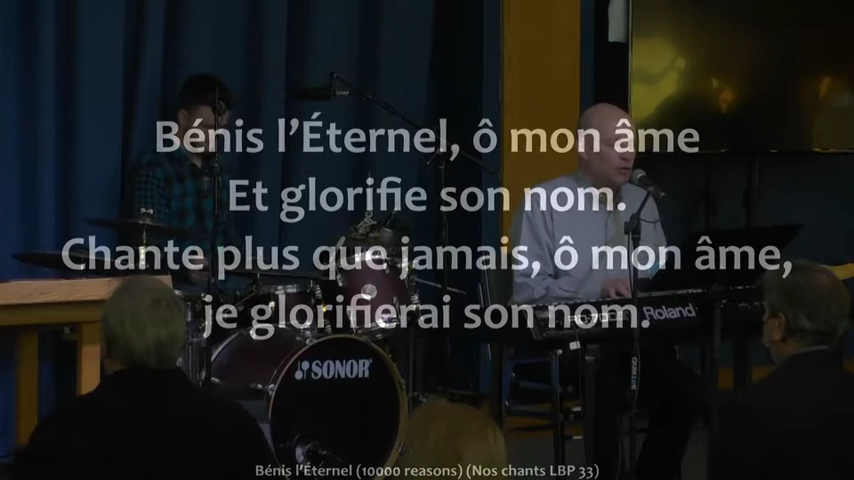 Bénis l'Éternel, ô mon âme
Et glorifie son nom.
Chante plus que jamais, ô mon âme,
je glorifierai son nom.
Roland
SONOR
Bénis l'Éternel (10000 reasons) (Nos chants LBP 33)